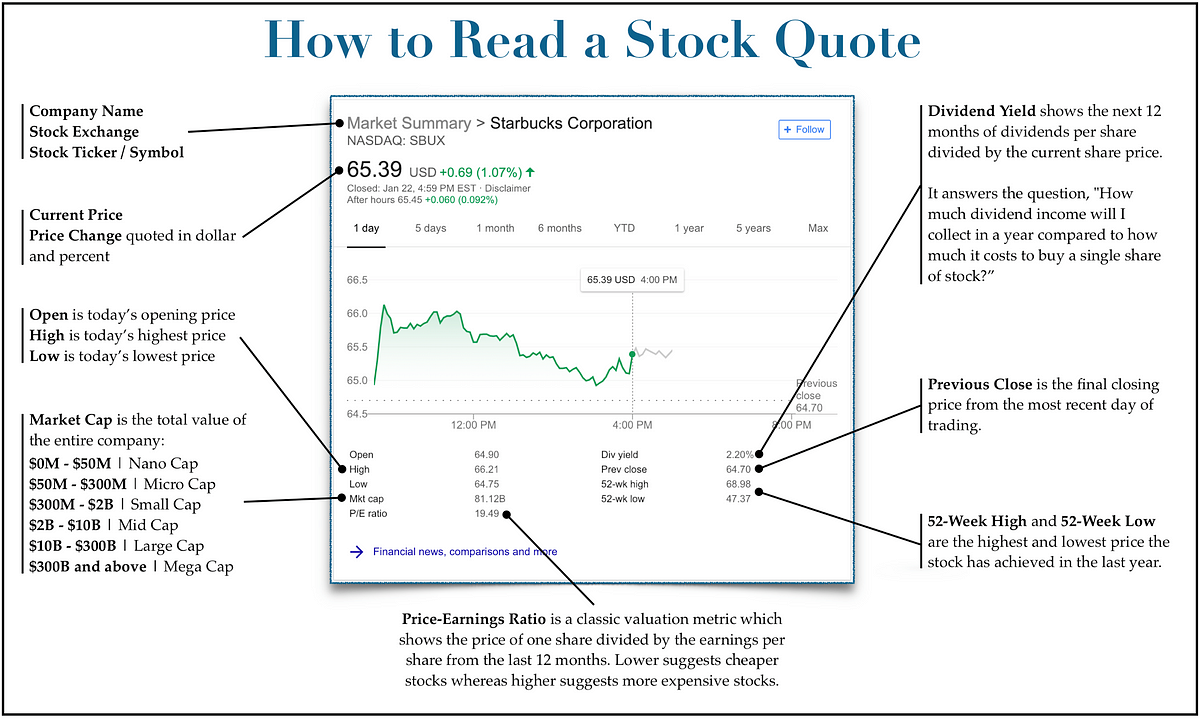 How to Read a Stock Quote
Company Name
Stock Exchange
Stock Ticker / Symbol
Current Price
Price Change quoted in dollar
and percent
Open is today’s opening price
High is today’s highest price
Low is today’s lowest price
Market Cap is the total value of
the entire company:
$0M - $50M | Nano Cap
$50M - $300M | Micro Cap
$300M - $2B | Small Cap
$2B - $10B | Mid Cap
$10B - $300B | Large Cap
$300B and above | Mega Cap
Market Summary > Starbucks Corporation
+ Follow
NASDAQ: SBUX
65.39 USD +0.69 (1.07%)
Closed: Jan 22, 4:59 PM EST · Disclaimer
After hours 65.45 +0.060 (0.092%)
1 day 5 days 1 month 6 months YTD 1 year 5 years Max
65.39 USD 4:00 PM
66.5
66.0
65.5
65.0
64.5
Previous
close
64.70
12:00 PM 4:00 PM 8:00 PM
Open 64.90 Div yield 2.20%
High 66.21 Prev close 64.70
Low 64.75 52-wk high 68.98
Mkt cap 81.12B 52-wk low 47.37
P/E ratio 19.49
Financial news, comparisons and more
Dividend Yield shows the next 12
months of dividends per share
divided by the current share price.
It answers the question, "How
much dividend income will I
collect in a year compared to how
much it costs to buy a single share
of stock?”
Previous Close is the final closing
price from the most recent day of
trading.
52-Week High and 52-Week Low
are the highest and lowest price the
stock has achieved in the last year.
Price-Earnings Ratio is a classic valuation metric which
shows the price of one share divided by the earnings per
share from the last 12 months. Lower suggests cheaper
stocks whereas higher suggests more expensive stocks.